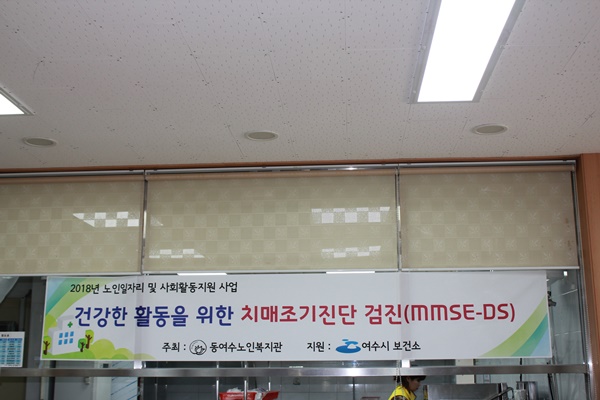 2018년 노인일자리 및 사회활동지원 사업
건강한 활동을 위한 치매조기진단 검진(MMSE-DS)
주최 : 동여수노인복지관 지원 : 여수시 보건소